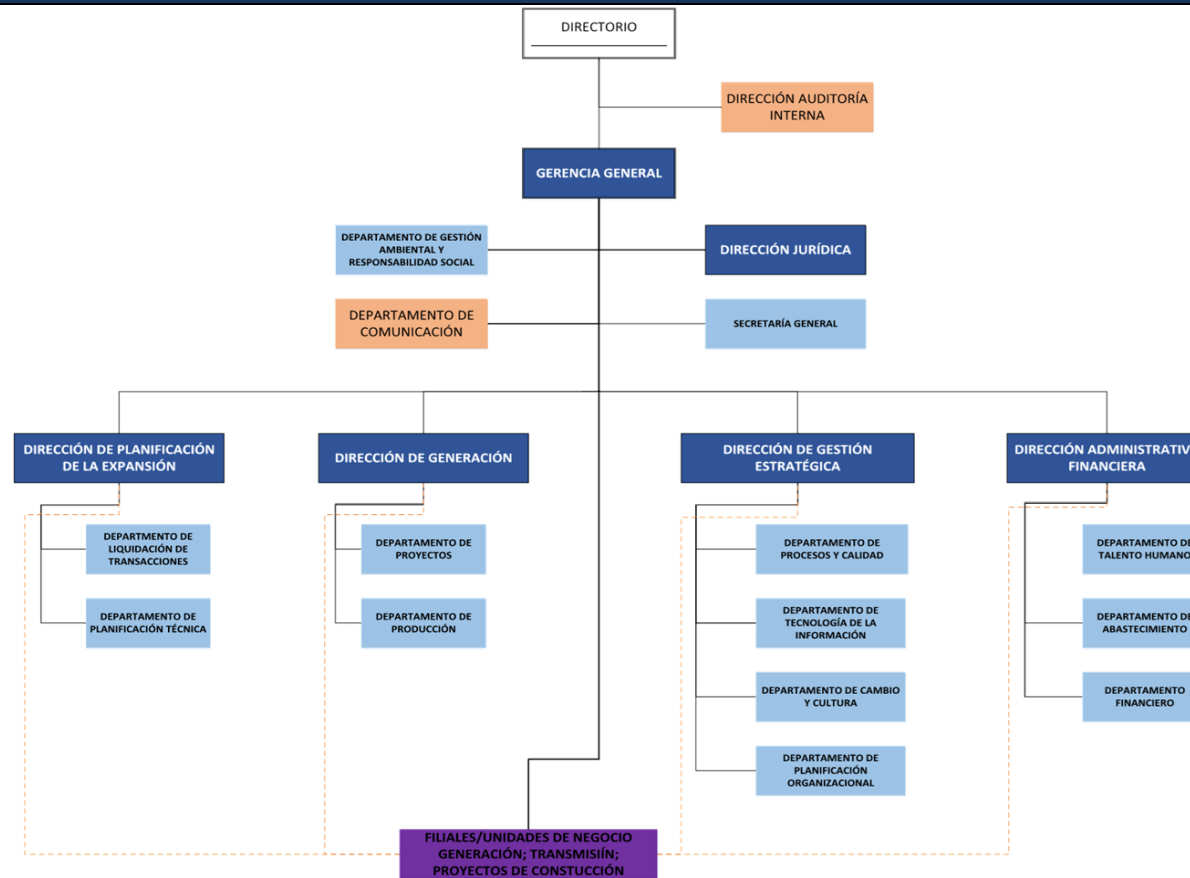 DIRECTORIO
DIRECCIÓN AUDITORÍA
INTERNA
GERENCIA GENERAL
DEPARTAMENTO DE GESTIÓN
AMBIENTAL Y
RESPONSABILIDAD SOCIAL
DIRECCIÓN JURÍDICA
DEPARTAMENTO DE
COMUNICACIÓN
SECRETARÍA GENERAL
DIRECCIÓN DE PLANIFICACIÓN
DE LA EXPANSIÓN
DIRECCIÓN DE GENERACIÓN
DIRECCIÓN DE GESTIÓN
ESTRATÉGICA
DIRECCIÓN ADMINISTRATIV
FINANCIERA
DEPARTMENTO DE
LIQUIDACIÓN DE
TRANSACCIONES
DEPARTAMENTO DE
PLANIFICACIÓN TÉCNICA
DEPARTAMENTO DE
PROYECTOS
DEPARTAMENTO DE
PRODUCCIÓN
DEPARTAMENTO DE
PROCESOS Y CALIDAD
DEPARTAMENTO DE
TECNOLOGÍA DE LA
INFORMACIÓN
DEPARTAMENTO DE CAMBIO
Y CULTURA
DEPARTAMENTO DE
PLANIFICACIÓN
ORGANIZACIONAL
DEPARTAMENTO DE
TALENTO HUMANO
DEPARTAMENTO DE
ABASTECIMIENTO
DEPARTAMENTO
FINANCIERO
FILIALES/UNIDADES DE NEGOCIO
GENERACIÓN; TRANSMISIÍN;
PROYECTOS DE CONSTUCCIÓN